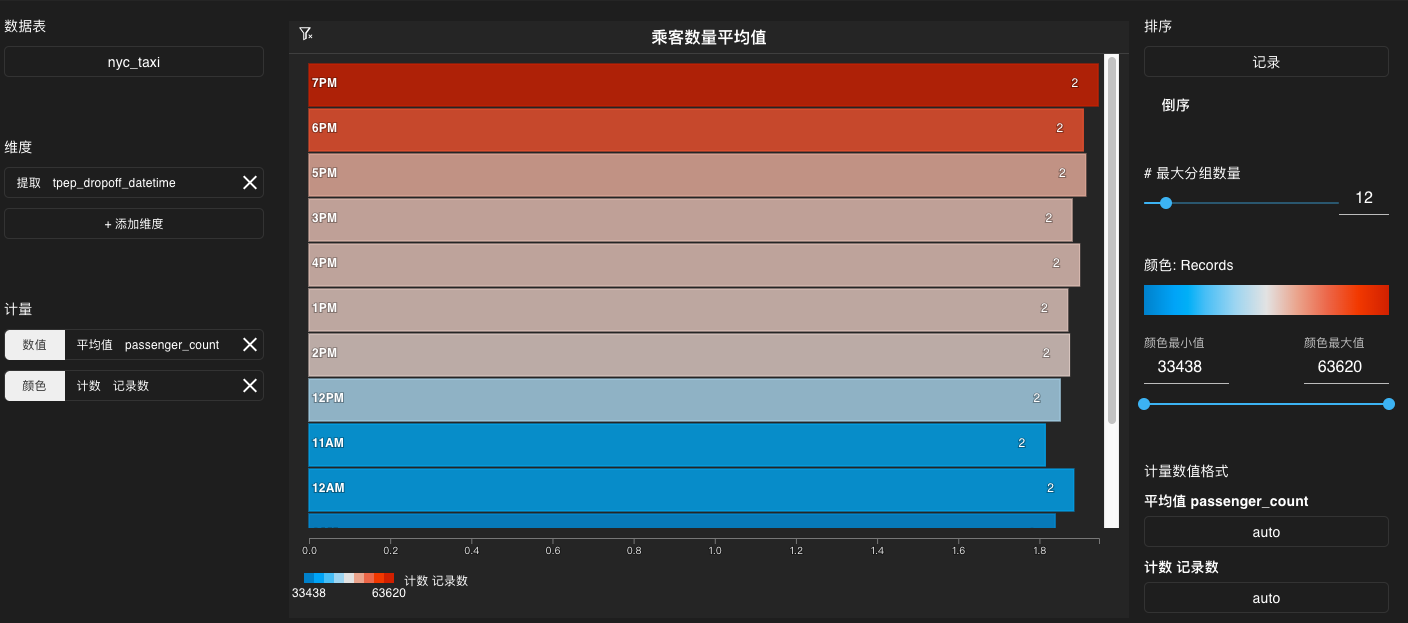 数据表
nyc_taxi
维度
提取 tpep_dropoff_datetime
+ 添加维度
计量
数值 平均值 passenger_count
颜色 计数 记录数
乘客数量平均值
7PM 2
6PM 2
5PM 2
3PM 2
4PM 2
1PM 2
2PM 2
12PM 2
11AM 2
12AM 2
0.0 0.2 0.4 0.6 0.8 1.0 1.2 1.4 1.6 1.8
计数 记录数
33438 63620
排序
记录
倒序
# 最大分组数量
12
颜色: Records
颜色最小值 颜色最大值
33438 63620
计量数值格式
平均值 passenger_count
auto
计数 记录数
auto